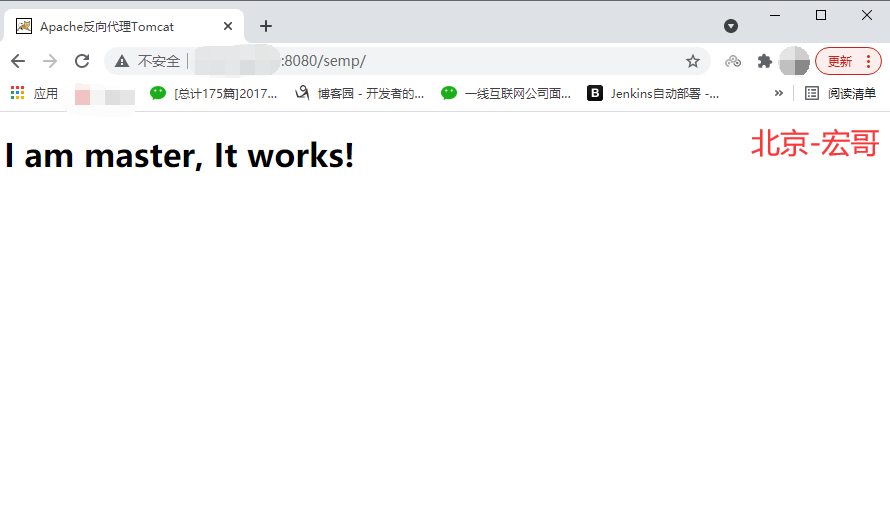 Apache反向代理Tomcat
不安全 | :8080/semp/
更新
应用
[总计175篇]2017...
博客园 - 开发者的...
一线互联网公司面...
B
Jenkins自动部署 -...
»
阅读清单
I am master, It works!
北京-宏哥